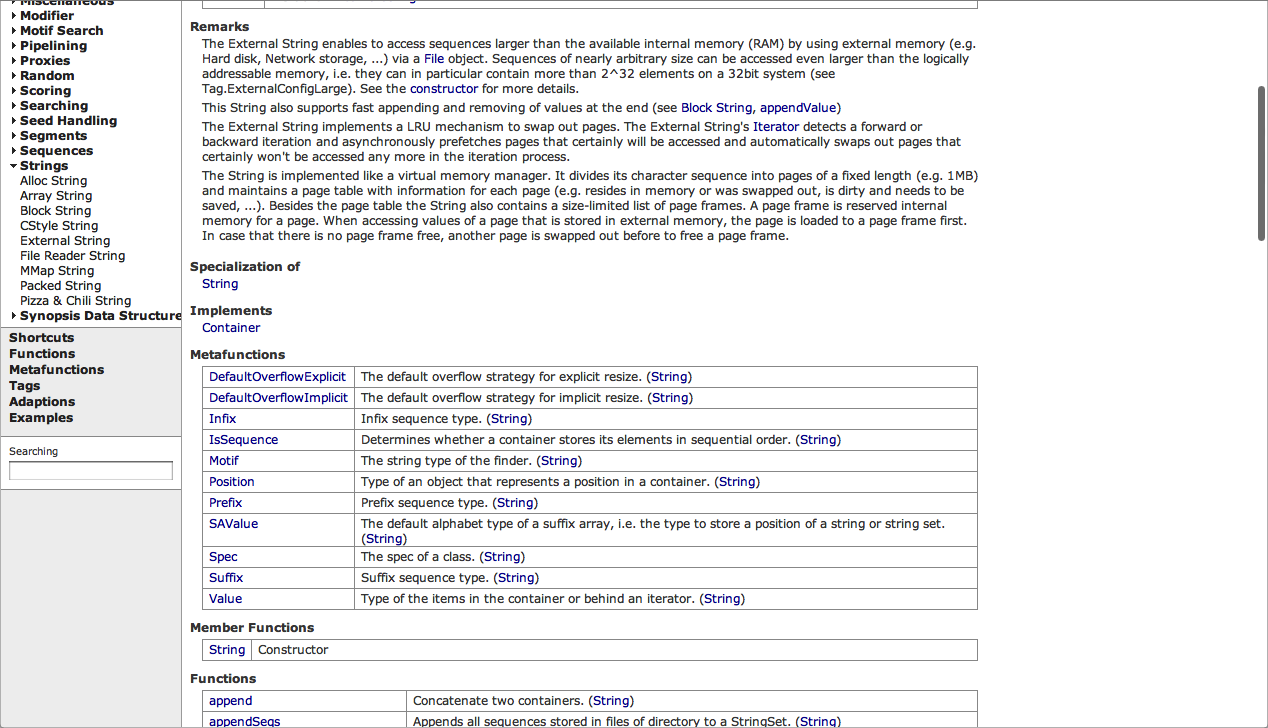 Miscellaneous
Modifier
Motif Search
Pipelining
Proxies
Random
Scoring
Searching
Seed Handling
Segments
Sequences
Strings
Alloc String
Array String
Block String
CStyle String
External String
File Reader String
MMap String
Packed String
Pizza & Chili String
Synopsis Data Structure
Shortcuts
Functions
Metafunctions
Tags
Adaptions
Examples
Searching
Remarks
The External String enables to access sequences larger than the available internal memory (RAM) by using external memory (e.g.
Hard disk, Network storage, ...) via a File object. Sequences of nearly arbitrary size can be accessed even larger than the logically
addressable memory, i.e. they can in particular contain more than 2^32 elements on a 32bit system (see
Tag.ExternalConfigLarge). See the constructor for more details.
This String also supports fast appending and removing of values at the end (see Block String, appendValue)
The External String implements a LRU mechanism to swap out pages. The External String's Iterator detects a forward or
backward iteration and asynchronously prefetches pages that certainly will be accessed and automatically swaps out pages that
certainly won't be accessed any more in the iteration process.
The String is implemented like a virtual memory manager. It divides its character sequence into pages of a fixed length (e.g. 1MB)
and maintains a page table with information for each page (e.g. resides in memory or was swapped out, is dirty and needs to be
saved, ...). Besides the page table the String also contains a size-limited list of page frames. A page frame is reserved internal
memory for a page. When accessing values of a page that is stored in external memory, the page is loaded to a page frame first.
In case that there is no page frame free, another page is swapped out before to free a page frame.
Specialization of
String
Implements
Container
Metafunctions
DefaultOverflowExplicit The default overflow strategy for explicit resize. (String)
DefaultOverflowImplicit The default overflow strategy for implicit resize. (String)
Infix Infix sequence type. (String)
IsSequence Determines whether a container stores its elements in sequential order. (String)
Motif The string type of the finder. (String)
Position Type of an object that represents a position in a container. (String)
Prefix Prefix sequence type. (String)
SAValue The default alphabet type of a suffix array, i.e. the type to store a position of a string or string set.
(String)
Spec The spec of a class. (String)
Suffix Suffix sequence type. (String)
Value Type of the items in the container or behind an iterator. (String)
Member Functions
String Constructor
Functions
append Concatenate two containers. (String)
appendSeqs Appends all sequences stored in files of directory to a StringSet. (String)